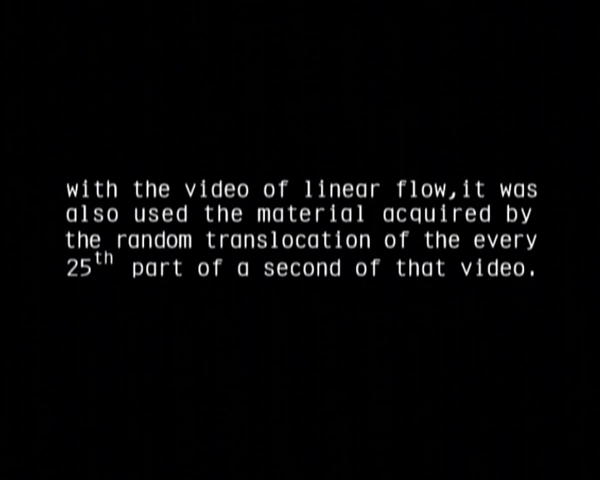 with the video of linear flow,it was
also used the material acquired by
the random translocation of the every
25th part of a second of that video.